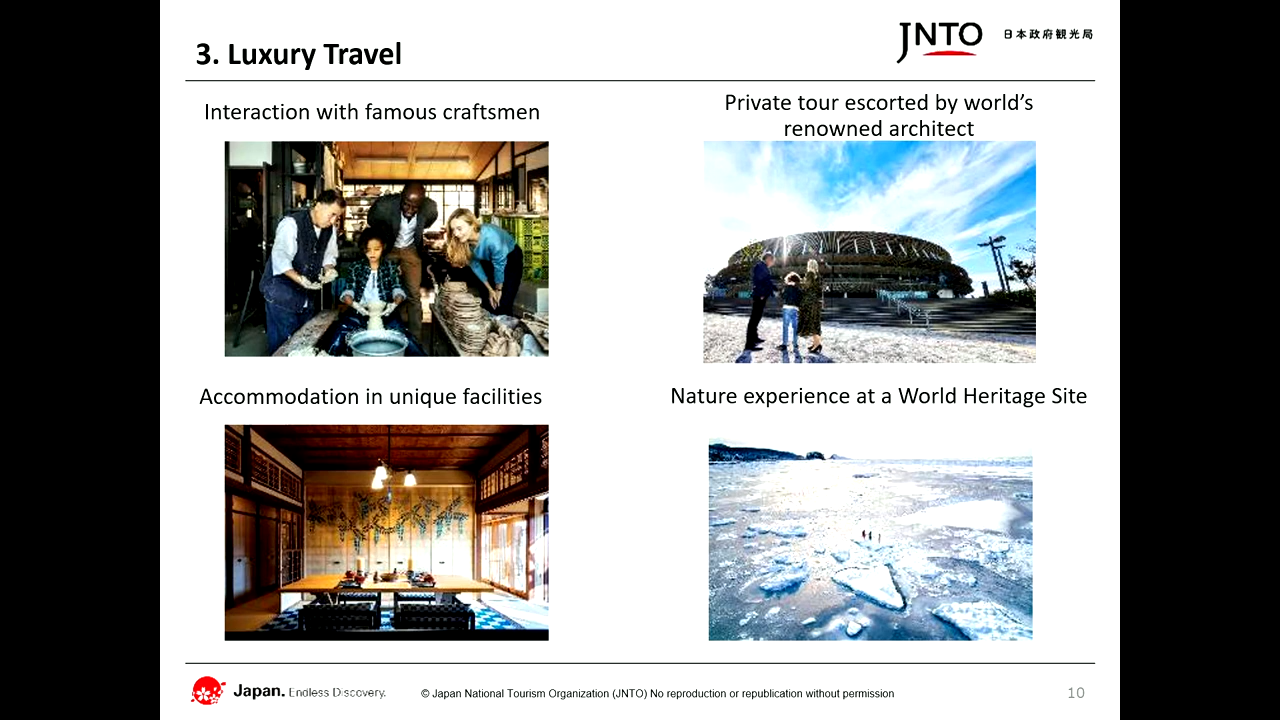 3. Luxury Travel
JNTO 日本政府観光局
Interaction with famous craftsmen
Private tour escorted by world’s
renowned architect
Accommodation in unique facilities
Nature experience at a World Heritage Site
Japan. Endless Discovery.
© Japan National Tourism Organization (JNTO) No reproduction or republication without permission
10